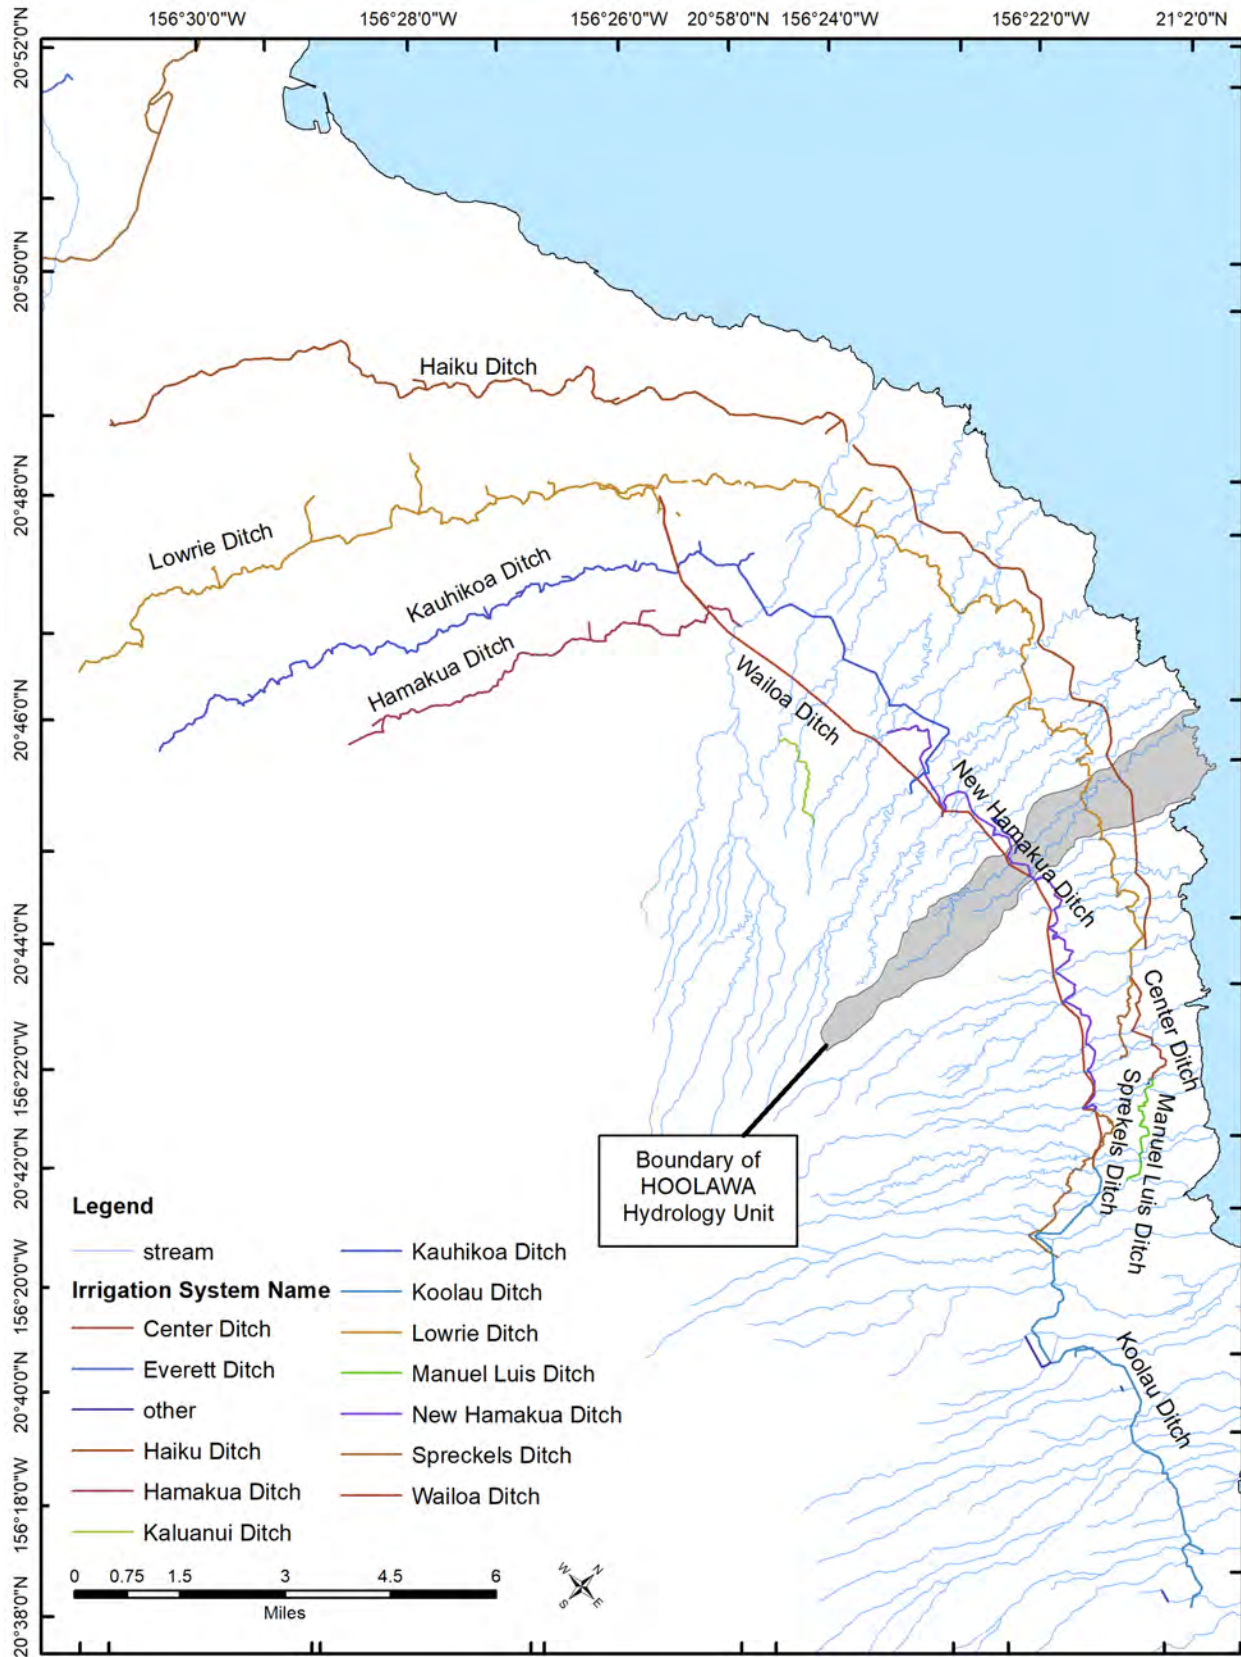 156°30'0"W 156°28'0"W 156°26'0"W 20°58'0"N 156°24'0"W 156°22'0"W 21°2'0"N
20°52'0"N
20°50'0"N
20°48'0"N
20°46'0"N
20°44'0"N
156°22'0"W
20°42'0"N
156°20'0"W
20°40'0"N
156°18'0"W
20°38'0"N
Haiku Ditch
Lowrie Ditch
Kauhikoa Ditch
Hamakua Ditch
Wailoa Ditch
New Hamakua Ditch
Center Ditch
Sprekels Ditch
Manuel Luis Ditch
Koolau Ditch
Boundary of
HOOLAWA
Hydrology Unit
Legend
stream
Irrigation System Name
Center Ditch
Everett Ditch
other
Haiku Ditch
Hamakua Ditch
Kaluanui Ditch
Kauhikoa Ditch
Koolau Ditch
Lowrie Ditch
Manuel Luis Ditch
New Hamakua Ditch
Spreckels Ditch
Wailoa Ditch
0 0.75 1.5 3 4.5 6
Miles
W N
S E